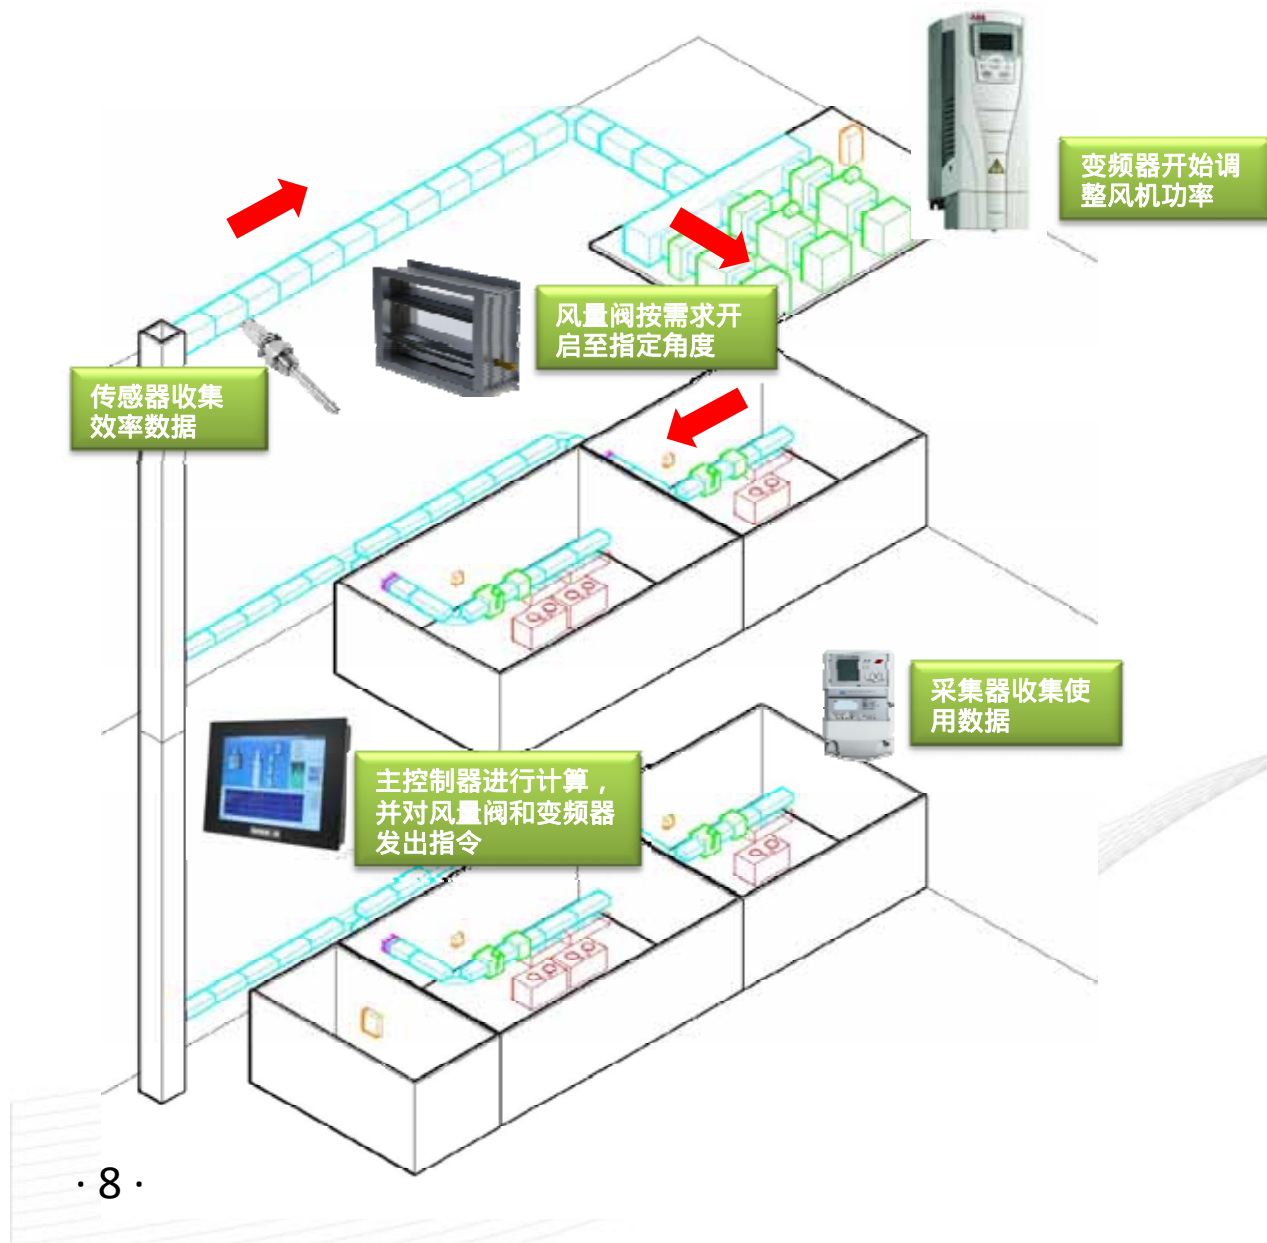 ABB
变频器开始调
整风机功率
风量阀按需求开
启至指定角度
传感器收集
效率数据
采集器收集使
用数据
主控制器进行计算，
并对风量阀和变频器
发出指令
· 8 ·